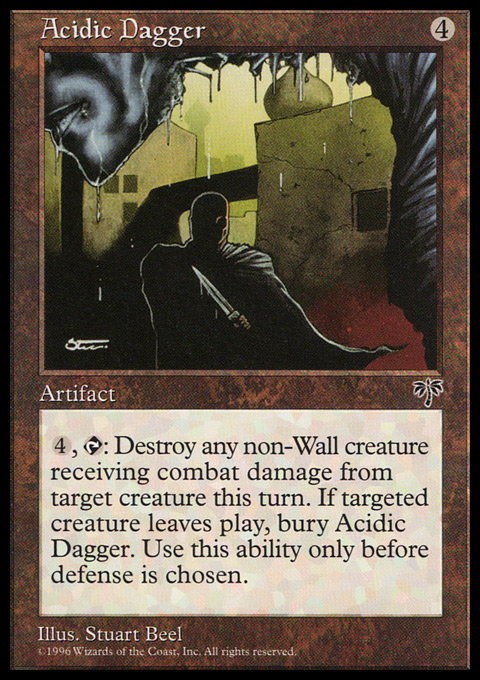 Acidic Dagger
4
Artifact
4, : Destroy any non-Wall creature
receiving combat damage from
target creature this turn. If targeted
creature leaves play, bury Acidic
Dagger. Use this ability only before
defense is chosen.
Illus. Stuart Beel
©1996 Wizards of the Coast, Inc. All rights reserved.